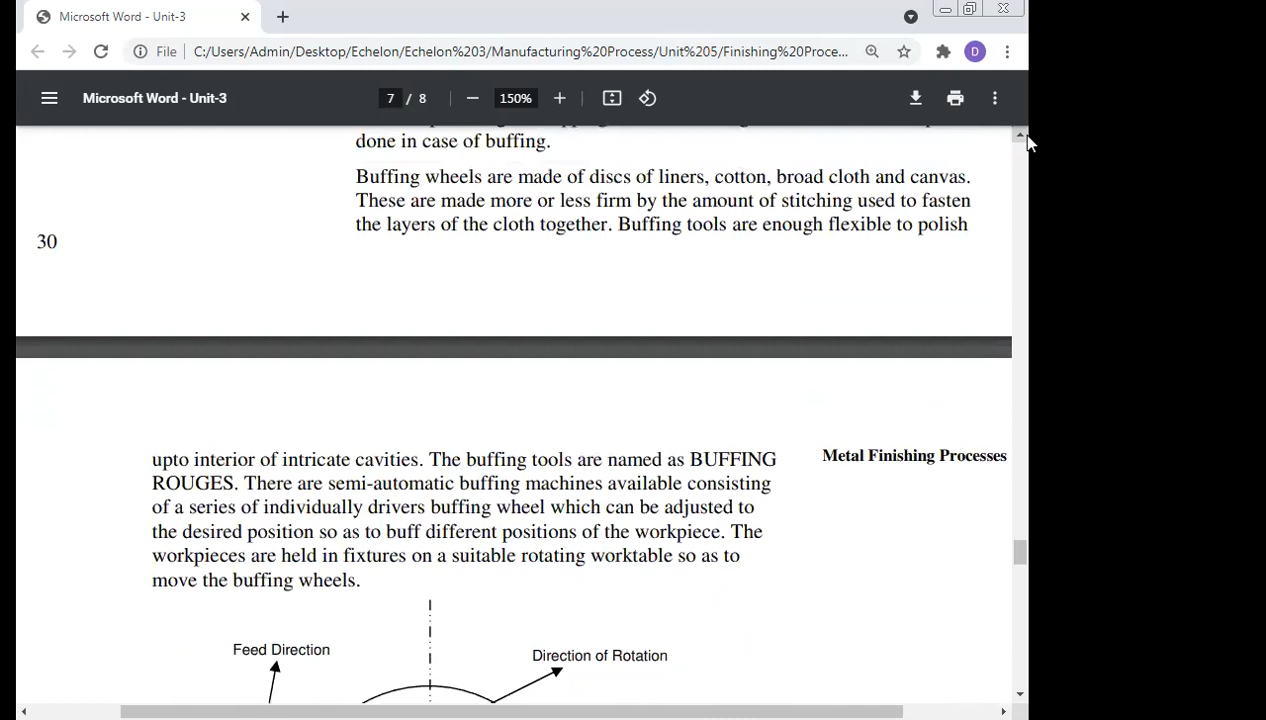 Microsoft Word - Unit-3
File C:/Users/Admin/Desktop/Echelon/Echelon%203/Manufacturing%20Process/Unit%205/Finishing%20Proce...
D
Microsoft Word - Unit-3 7 / 8 150%
done in case of buffing.
Buffing wheels are made of discs of liners, cotton, broad cloth and canvas.
These are made more or less firm by the amount of stitching used to fasten
the layers of the cloth together. Buffing tools are enough flexible to polish
30
upto interior of intricate cavities. The buffing tools are named as BUFFING
Metal Finishing Processes
ROUGES. There are semi-automatic buffing machines available consisting
of a series of individually drivers buffing wheel which can be adjusted to
the desired position so as to buff different positions of the workpiece. The
workpieces are held in fixtures on a suitable rotating worktable so as to
move the buffing wheels.
Feed Direction
Direction of Rotation